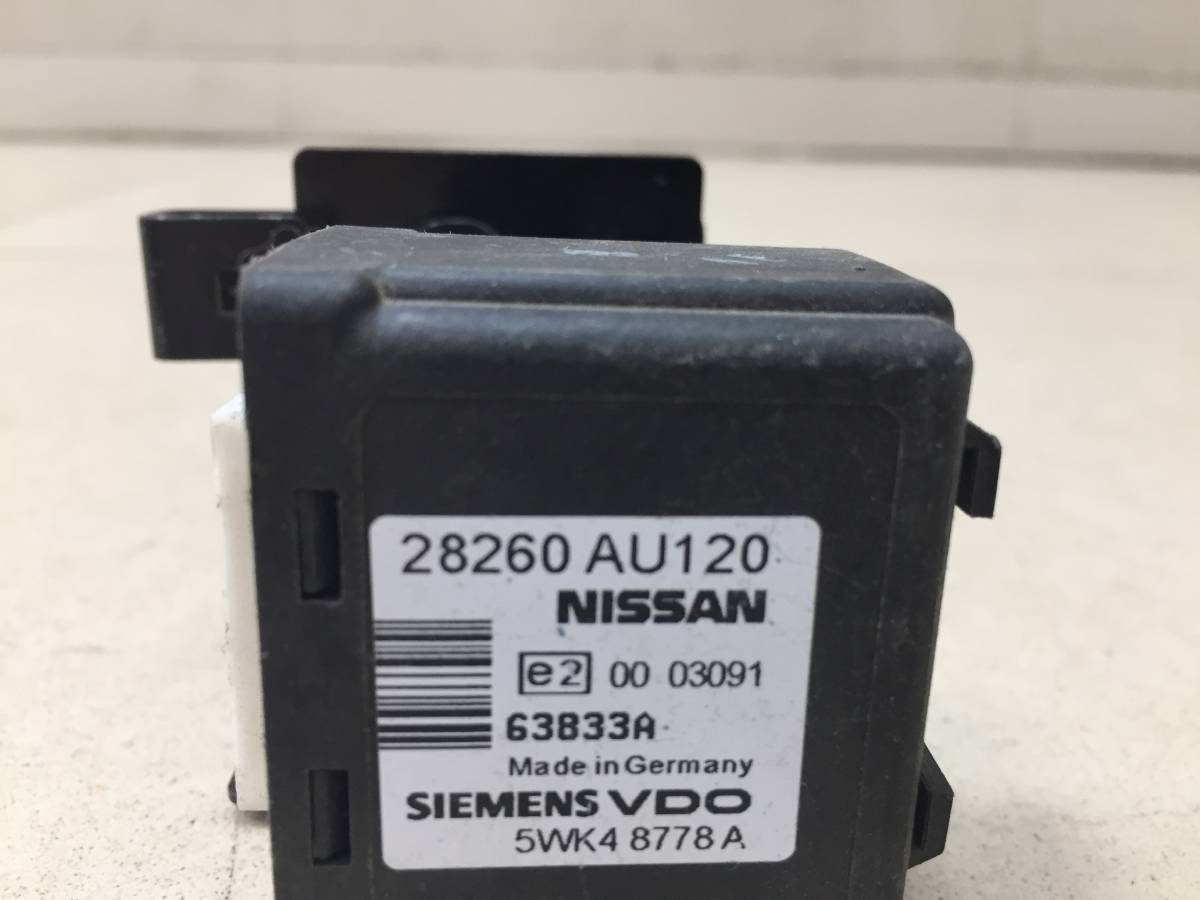 28260 AU120
NISSAN
e2 00 03091
63833A
Made in Germany
SIEMENS VDO
5WK4 8778 A